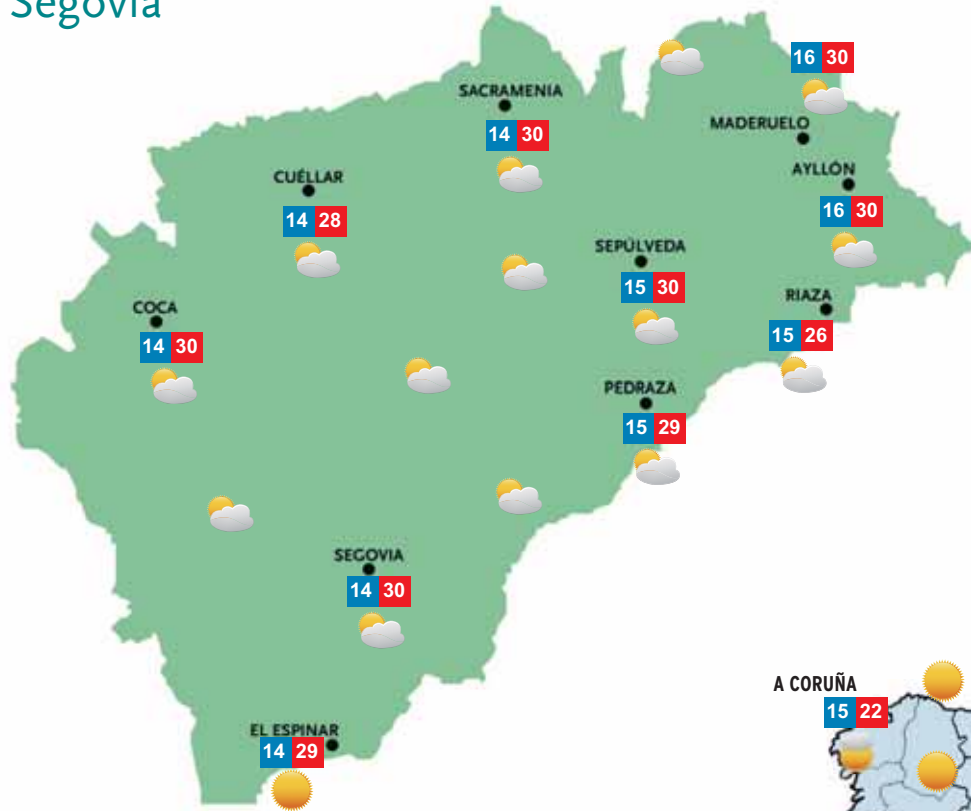 Segovia
16 30
SACRAMENIA
14 30
MADERUELO
AYLLÓN
16 30
CUÉLLAR
14 28
SEPÚLVEDA
15 30
RIAZA
15 26
COCA
14 30
PEDRAZA
15 29
SEGOVIA
14 30
A CORUÑA
15 22
EL ESPINAR
14 29